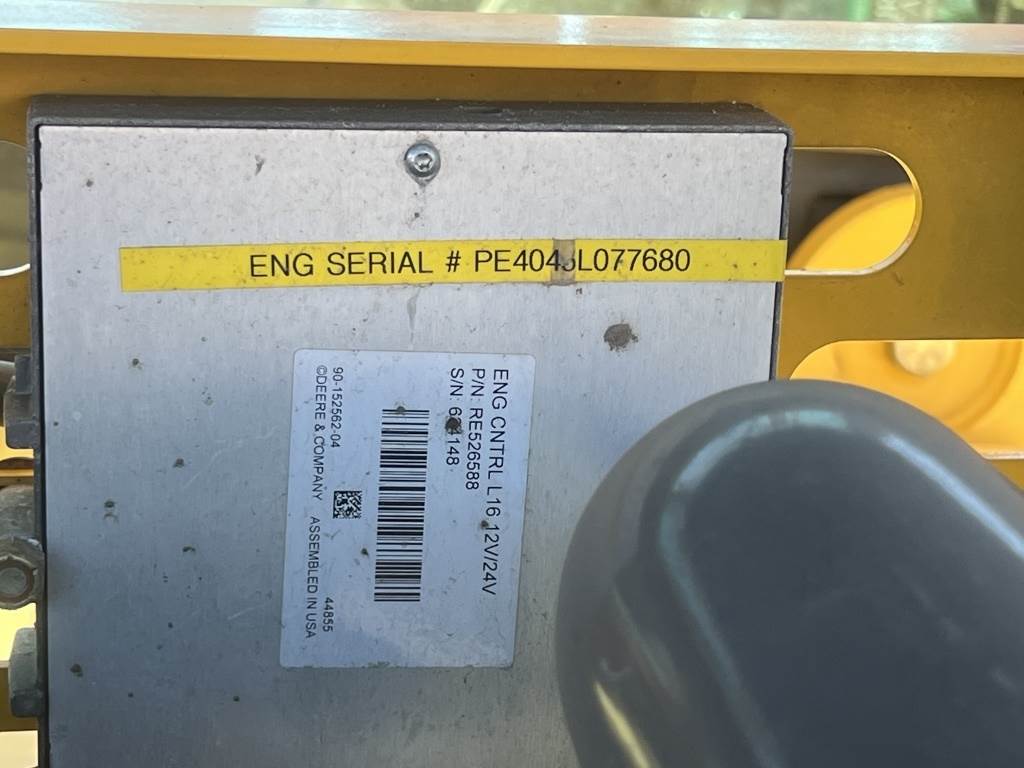 ENG SERIAL #
ENG CNTRL L16 12V/24V
P/N: RE526588
S/N:
90-152562-04
44855
©DEERE & COMPANY ASSEMBLED IN USA